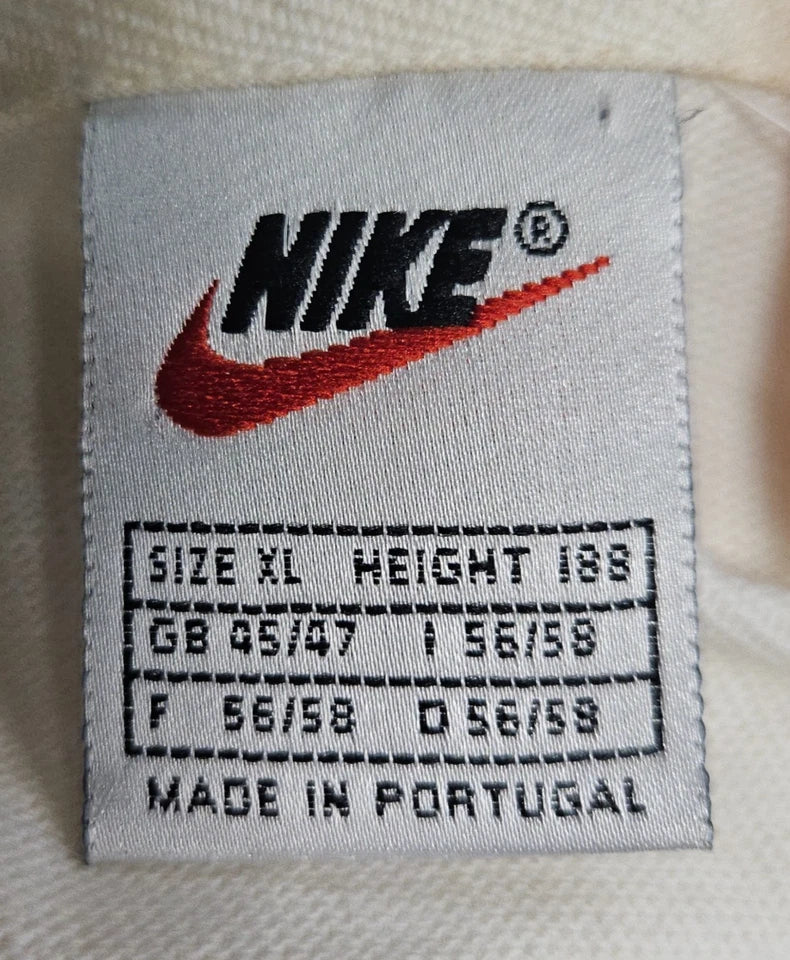 NIKE®
SIZE XL HEIGHT 188
GB 45/47 I 56/58
F 56/58 D 56/58
MADE IN PORTUGAL